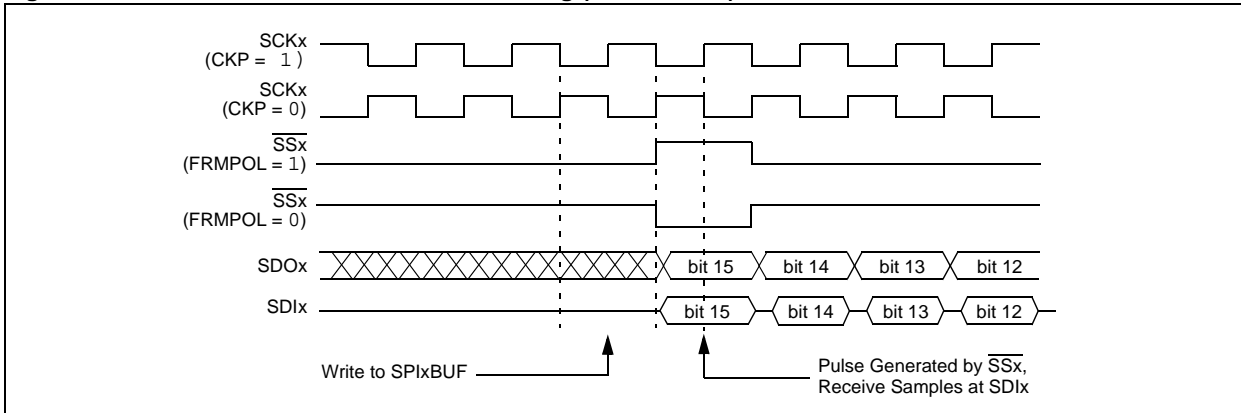 SCKx
(CKP = 1)
SCKx
(CKP = 0)
SSx
(FRMPOL = 1)
SSx
(FRMPOL = 0)
SDOx
bit 15 bit 14 bit 13 bit 12
SDIx
bit 15 bit 14 bit 13 bit 12
Write to SPIxBUF
Pulse Generated by SSx,
Receive Samples at SDIx